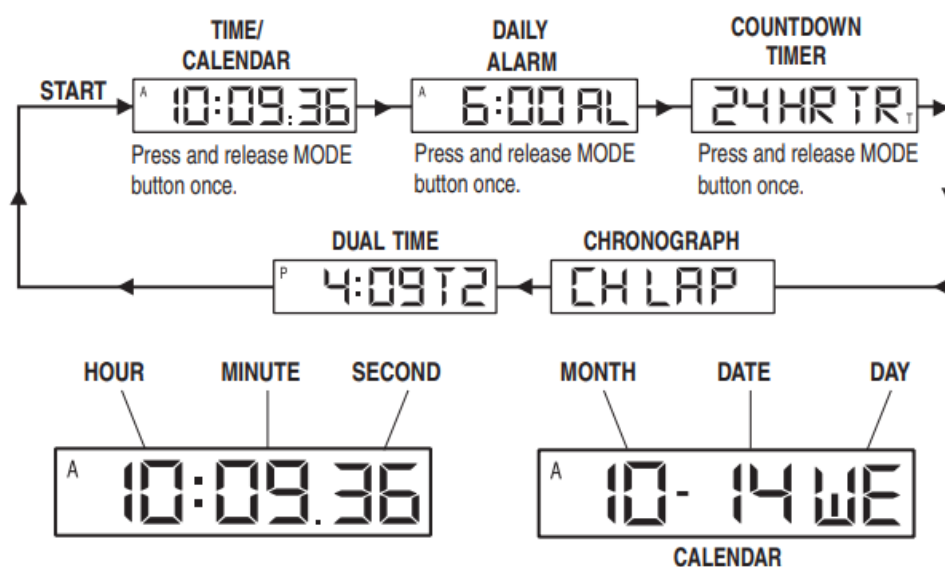 TIME/
CALENDAR
DAILY
ALARM
COUNTDOWN
TIMER
START
A 10:09.36
A 6:00 AL
24HR TR T
Press and release MODE
button once.
Press and release MODE
button once.
Press and release MODE
button once.
DUAL TIME
CHRONOGRAPH
P 4:09T2
CH LAP
HOUR MINUTE SECOND
A 10:09.36
MONTH DATE DAY
A 10-14 WE
CALENDAR